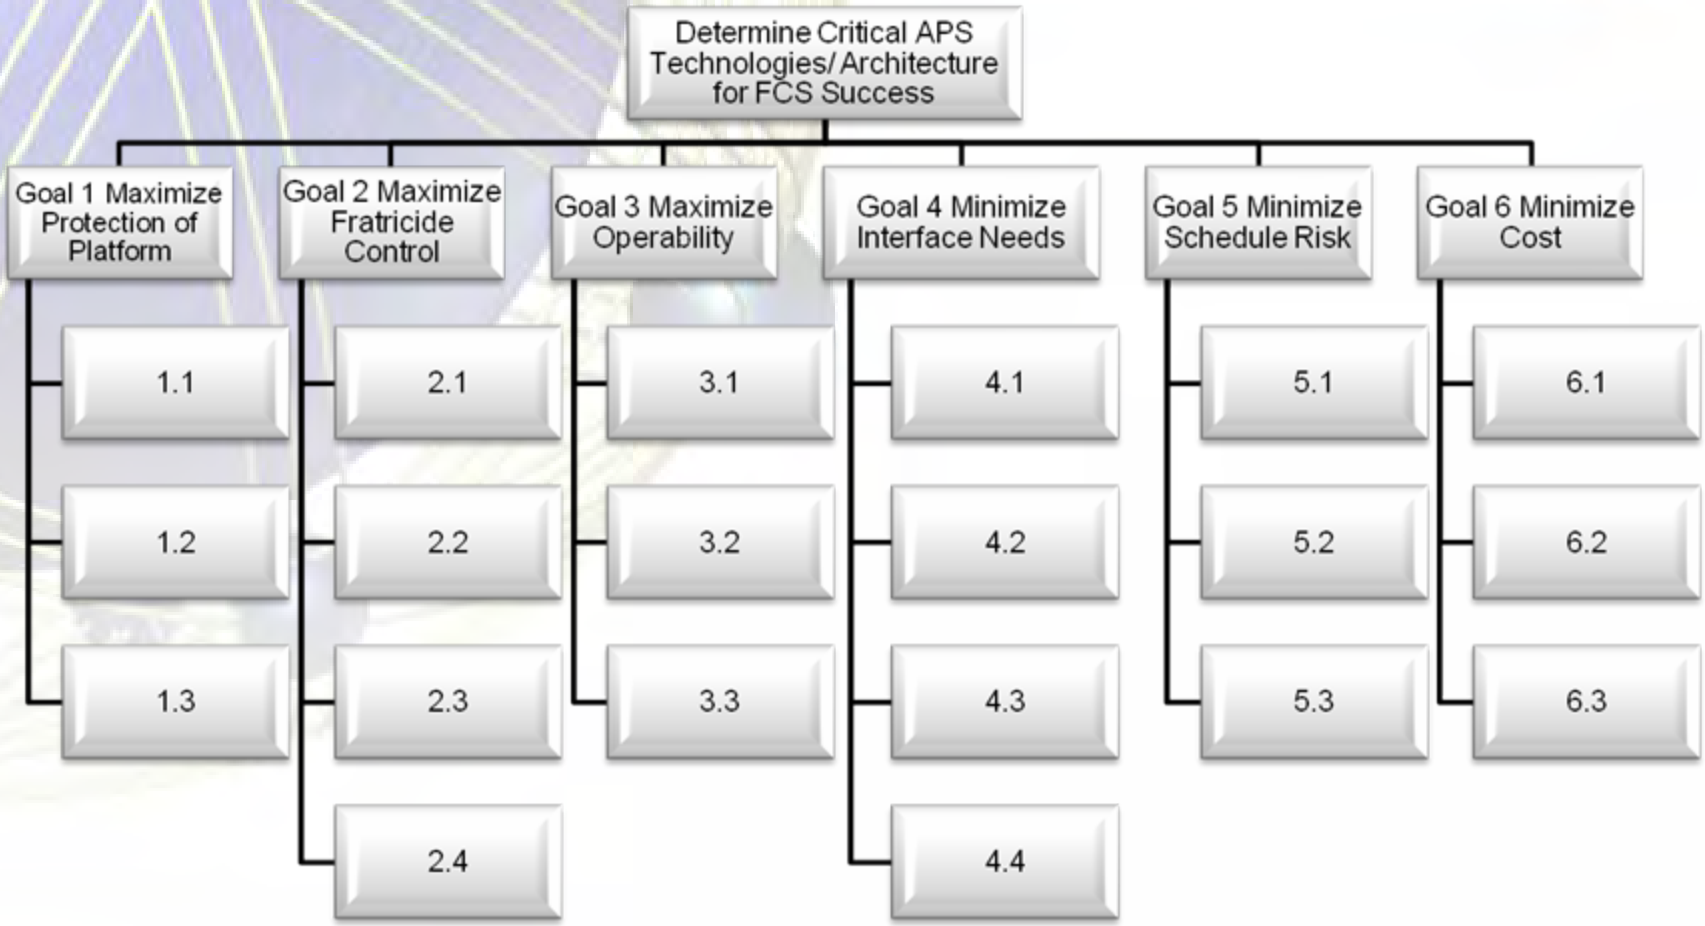 Determine Critical APS
Technologies/Architecture
for FCS Success
Goal 1 Maximize
Protection of
Platform
Goal 2 Maximize
Fratricide
Control
Goal 3 Maximize
Operability
Goal 4 Minimize
Interface Needs
Goal 5 Minimize
Schedule Risk
Goal 6 Minimize
Cost
1.1
2.1
3.1
4.1
5.1
6.1
1.2
2.2
3.2
4.2
5.2
6.2
1.3
2.3
3.3
4.3
5.3
6.3
2.4
4.4